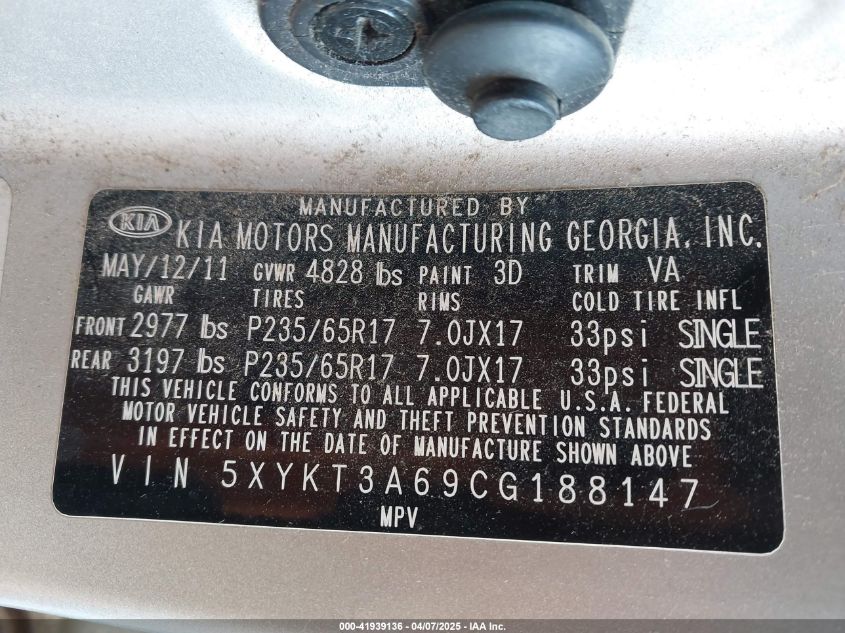 MANUFACTURED BY
KIA KIA MOTORS MANUFACTURING GEORGIA, INC.
MAY/12/11 GVWR 4828 lbs PAINT 3D TRIM VA
GAWR TIRES RIMS COLD TIRE INFL
FRONT 2977 lbs P235/65R17 7.0JX17 33psi SINGLE
REAR 3197 lbs P235/65R17 7.0JX17 33psi SINGLE
THIS VEHICLE CONFORMS TO ALL APPLICABLE U.S.A. FEDERAL
MOTOR VEHICLE SAFETY AND THEFT PREVENTION STANDARDS
IN EFFECT ON THE DATE OF MANUFACTURE SHOWN ABOVE
VIN 5XYKT3A69CG188147
MPV
000-41939136 - 04/07/2025 - IAA Inc.